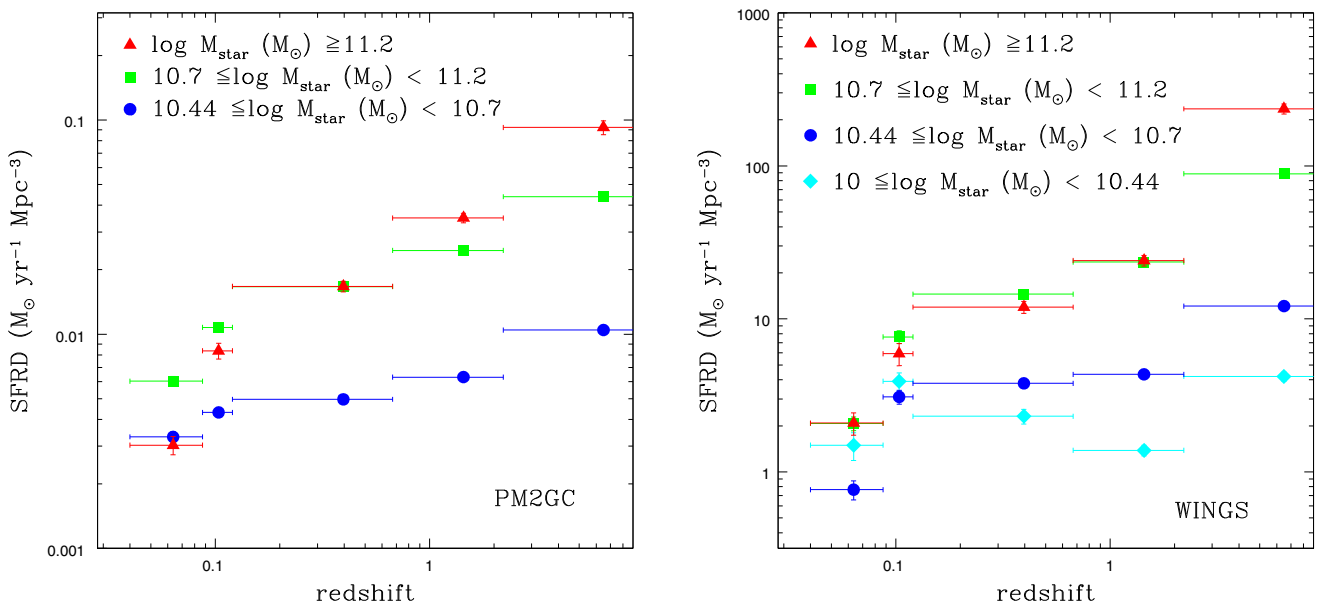 log M_star (M_⊙) ≧11.2
10.7 ≦log M_star (M_⊙) < 11.2
10.44 ≦log M_star (M_⊙) < 10.7
0.1
0.01
0.001
SFRD (M_⊙ yr⁻¹ Mpc⁻³)
PM2GC
0.1
1
redshift
log M_star (M_⊙) ≧11.2
10.7 ≦log M_star (M_⊙) < 11.2
10.44 ≦log M_star (M_⊙) < 10.7
10 ≦log M_star (M_⊙) < 10.44
1000
100
10
1
SFRD (M_⊙ yr⁻¹ Mpc⁻³)
WINGS
0.1
1
redshift